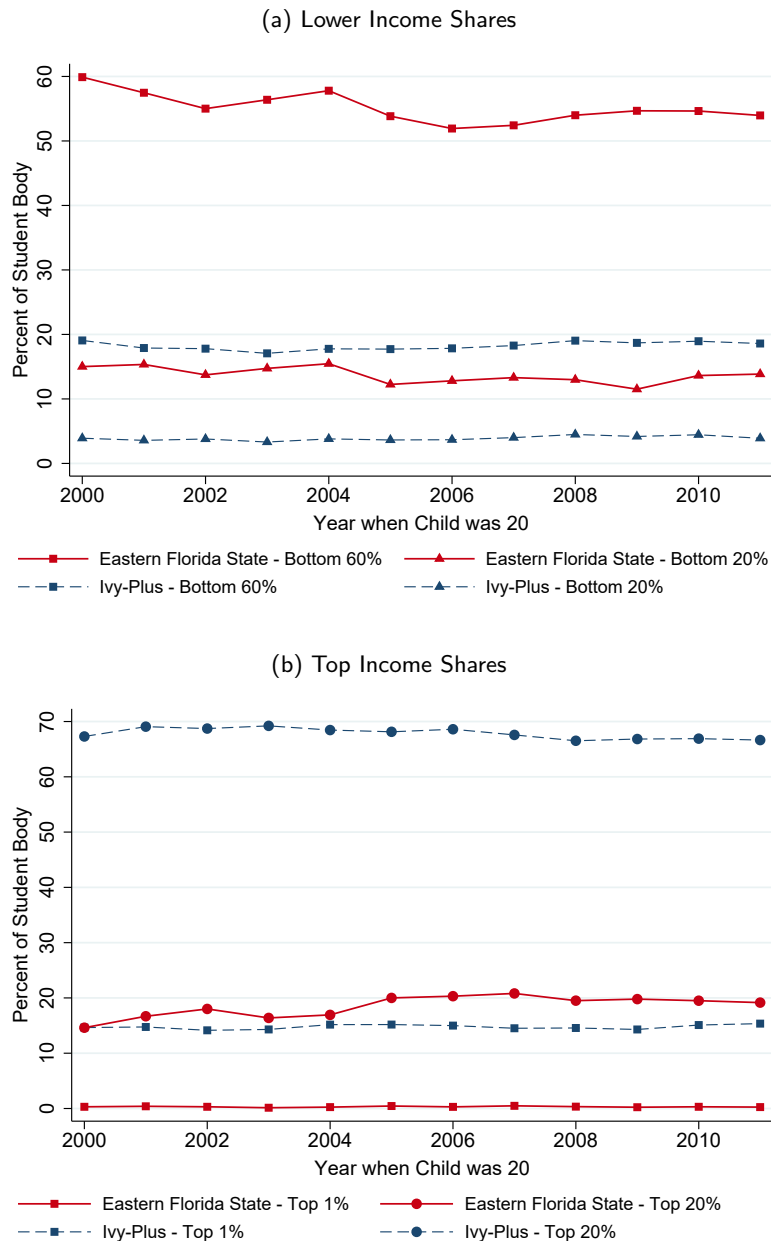 (a) Lower Income Shares
Percent of Student Body
60
50
40
30
20
10
0
2000 2002 2004 2006 2008 2010
Year when Child was 20
Eastern Florida State - Bottom 60% Eastern Florida State - Bottom 20%
Ivy-Plus - Bottom 60% Ivy-Plus - Bottom 20%
(b) Top Income Shares
Percent of Student Body
70
60
50
40
30
20
10
0
2000 2002 2004 2006 2008 2010
Year when Child was 20
Eastern Florida State - Top 1% Eastern Florida State - Top 20%
Ivy-Plus - Top 1% Ivy-Plus - Top 20%